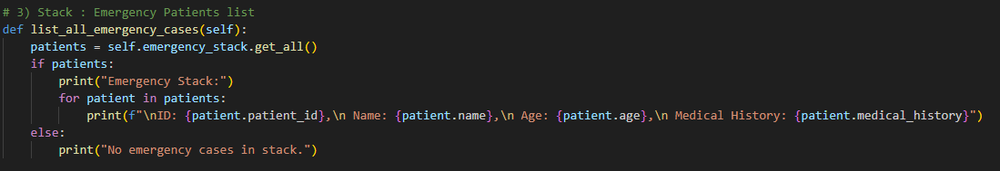 # 3) Stack : Emergency Patients list
def list_all_emergency_cases(self):
    patients = self.emergency_stack.get_all()
    if patients:
        print("Emergency Stack:")
        for patient in patients:
            print(f"\nID: {patient.patient_id},\n Name: {patient.name},\n Age: {patient.age},\n Medical History: {patient.medical_history}")
    else:
        print("No emergency cases in stack.")